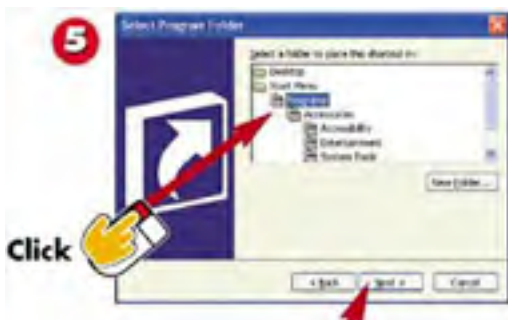 5
Select Program Folder
Select a folder to place the shortcut in:
Desktop
Start Menu
Programs
Accessories
Accessibility
Entertainment
System Tools
New Folder...
Click
< Back
Next >
Cancel